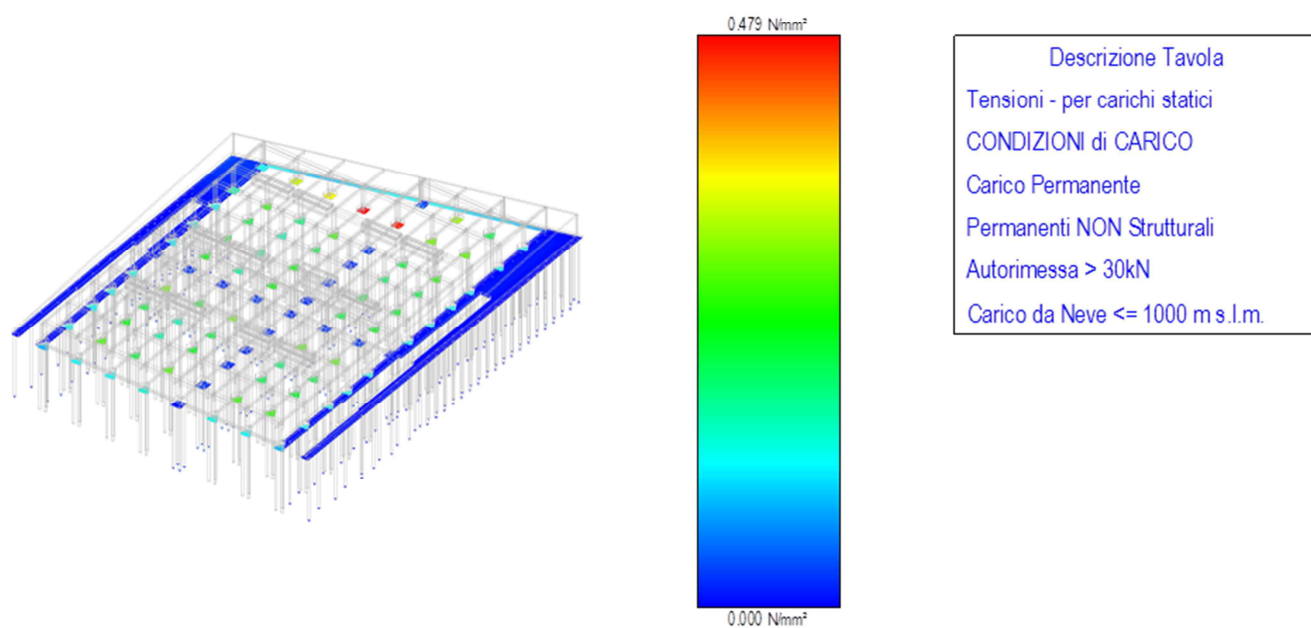 0.479 N/mm²
Descrizione Tavola
Tensioni - per carichi statici
CONDIZIONI di CARICO
Carico Permanente
Permanenti NON Strutturali
Autorimessa > 30kN
Carico da Neve <= 1000 m s.l.m.
0.000 N/mm²